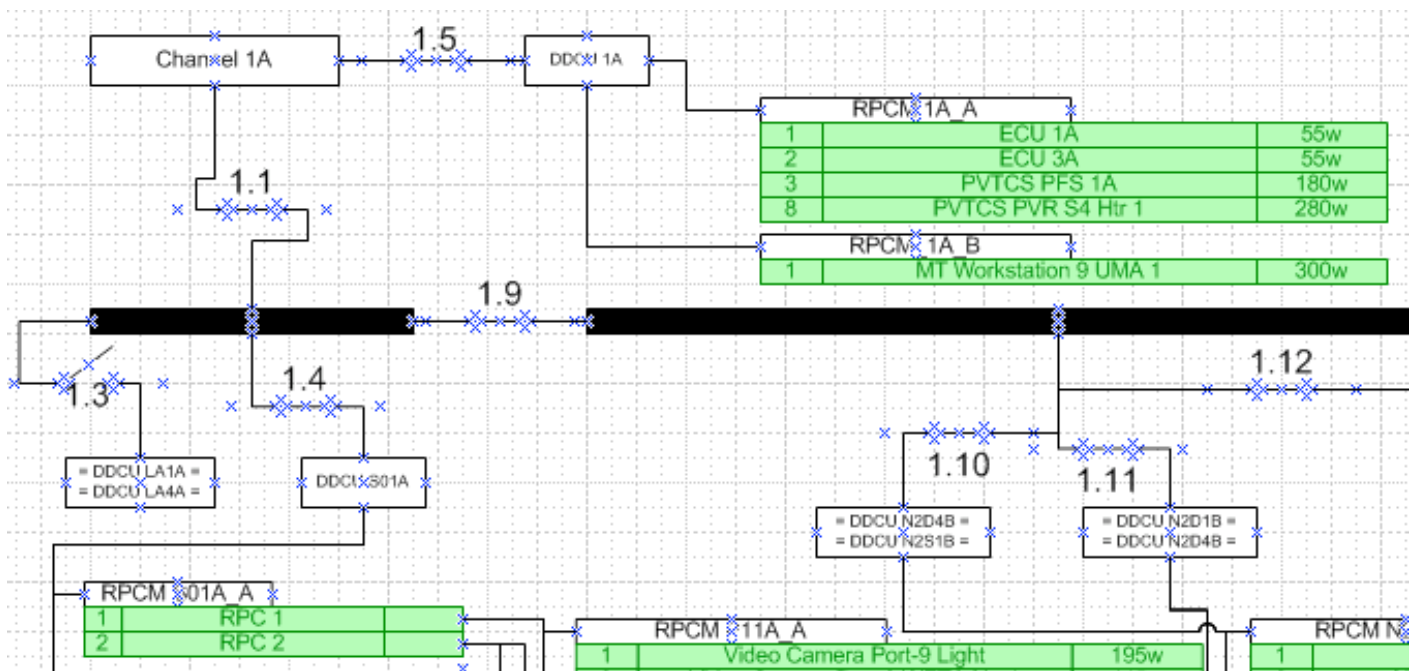 Channel 1A
1.5
DDCU 1A
RPCM 1A_A
1 ECU 1A 55w
2 ECU 3A 55w
3 PVTCS PFS 1A 180w
8 PVTCS PVR S4 Htr 1 280w
1.1
RPCM 1A_B
1 MT Workstation 9 UMA 1 300w
1.9
1.3
1.4
1.12
= DDCU LA1A =
= DDCU LA4A =
DDCU S01A
1.10
1.11
= DDCU N2D4B =
= DDCU N2S1B =
= DDCU N2D1B =
= DDCU N2D4B =
RPCM S01A_A
1 RPC 1
2 RPC 2
RPCM Z11A_A
1 Video Camera Port-9 Light 195w
RPCM N
1